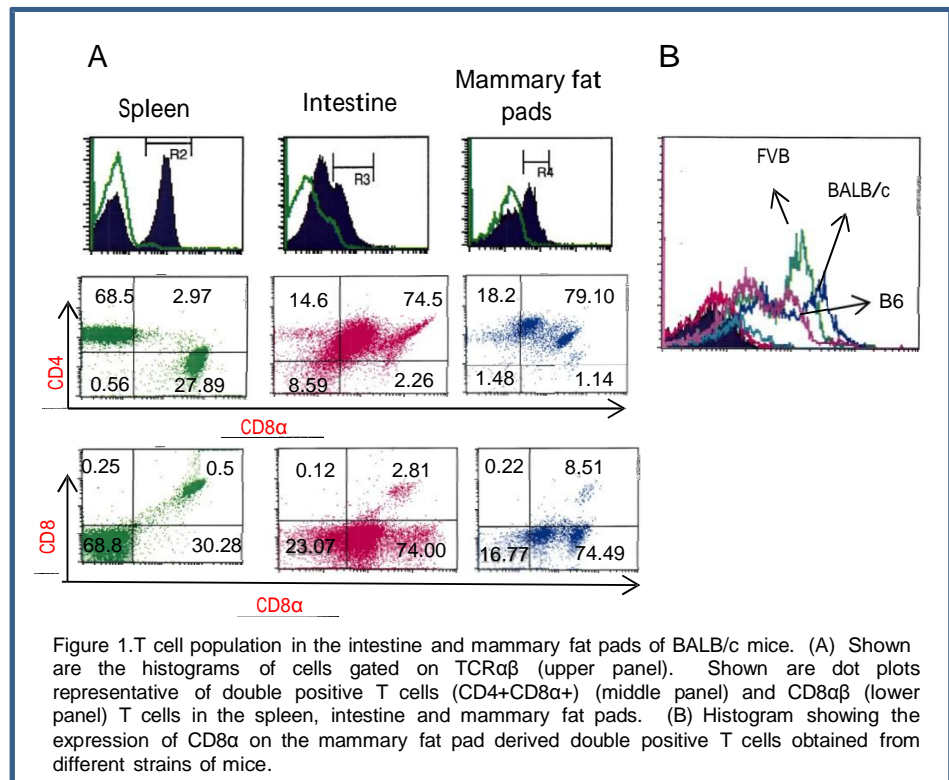 A
B
Spleen
Intestine
Mammary fat
pads
R2
R3
R4
FVB
BALB/c
B6
68.5 2.97
0.56 27.89
14.6 74.5
8.59 2.26
18.2 79.10
1.48 1.14
CD4
CD8α
0.25 0.5
68.8 30.28
0.12 2.81
23.07 74.00
0.22 8.51
16.77 74.49
CD8
CD8α
Figure 1.T cell population in the intestine and mammary fat pads of BALB/c mice. (A) Shown
are the histograms of cells gated on TCRαβ (upper panel). Shown are dot plots
representative of double positive T cells (CD4+CD8α+) (middle panel) and CD8αβ (lower
panel) T cells in the spleen, intestine and mammary fat pads. (B) Histogram showing the
expression of CD8α on the mammary fat pad derived double positive T cells obtained from
different strains of mice.